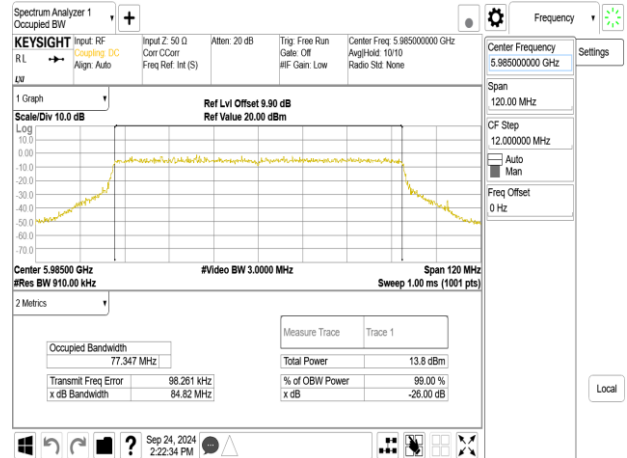 Spectrum Analyzer 1
Occupied BW
Frequency
KEYSIGHT
RL
Input: RF
Coupling: DC
Align: Auto
Input Z: 50 Ω
Corr CCorr
Freq Ref: Int (S)
Atten: 20 dB
Trig: Free Run
Gate: Off
#IF Gain: Low
Center Freq: 5.985000000 GHz
Avg|Hold: 10/10
Radio Std: None
Center Frequency
5.985000000 GHz
Settings
Span
120.00 MHz
CF Step
12.000000 MHz
Auto
Man
Freq Offset
0 Hz
Local
1 Graph
Scale/Div 10.0 dB
Ref Lvl Offset 9.90 dB
Ref Value 20.00 dBm
Log
10.0
0.00
-10.0
-20.0
-30.0
-40.0
-50.0
-60.0
-70.0
Center 5.98500 GHz
#Video BW 3.0000 MHz
Span 120 MHz
#Res BW 910.00 kHz
Sweep 1.00 ms (1001 pts)
2 Metrics
Measure Trace Trace 1
Occupied Bandwidth
77.347 MHz
Total Power 13.8 dBm
Transmit Freq Error 98.261 kHz
% of OBW Power 99.00 %
x dB Bandwidth 84.82 MHz
x dB -26.00 dB
?
Sep 24, 2024
2:22:34 PM